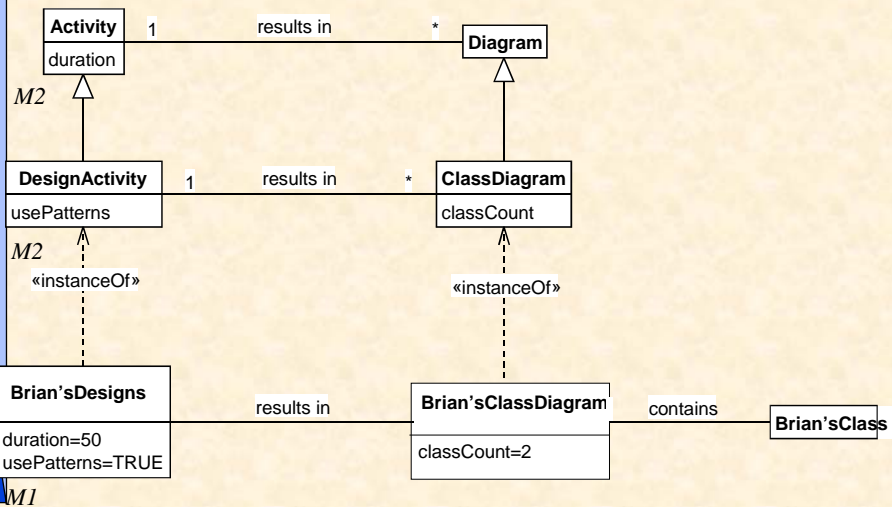 Activity
1
results in
*
Diagram
duration
M2
DesignActivity
1
results in
*
ClassDiagram
usePatterns
classCount
M2
«instanceOf»
«instanceOf»
Brian'sDesigns
results in
Brian'sClassDiagram
contains
Brian'sClass
duration=50
usePatterns=TRUE
classCount=2
M1